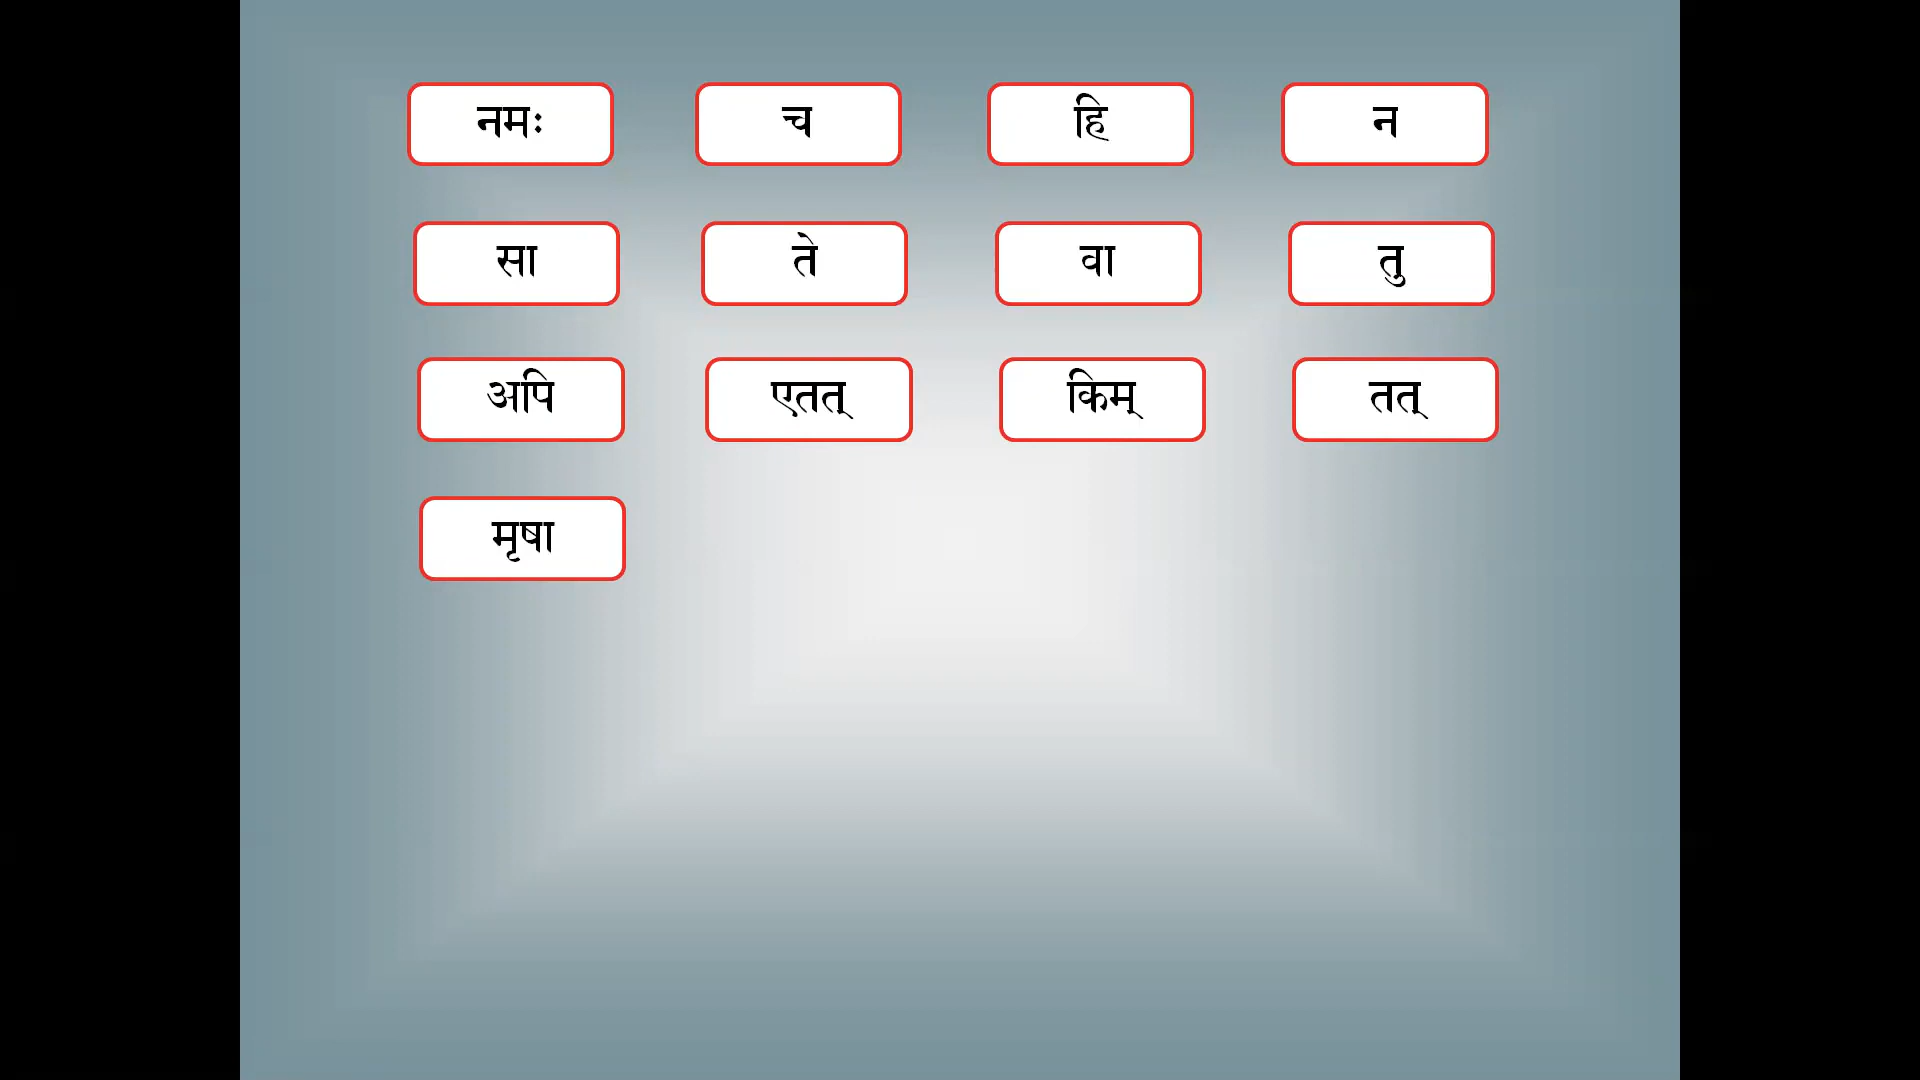 नमः च हि न
सा ते वा तु
अपि एतत् किम् तत्
मृषा